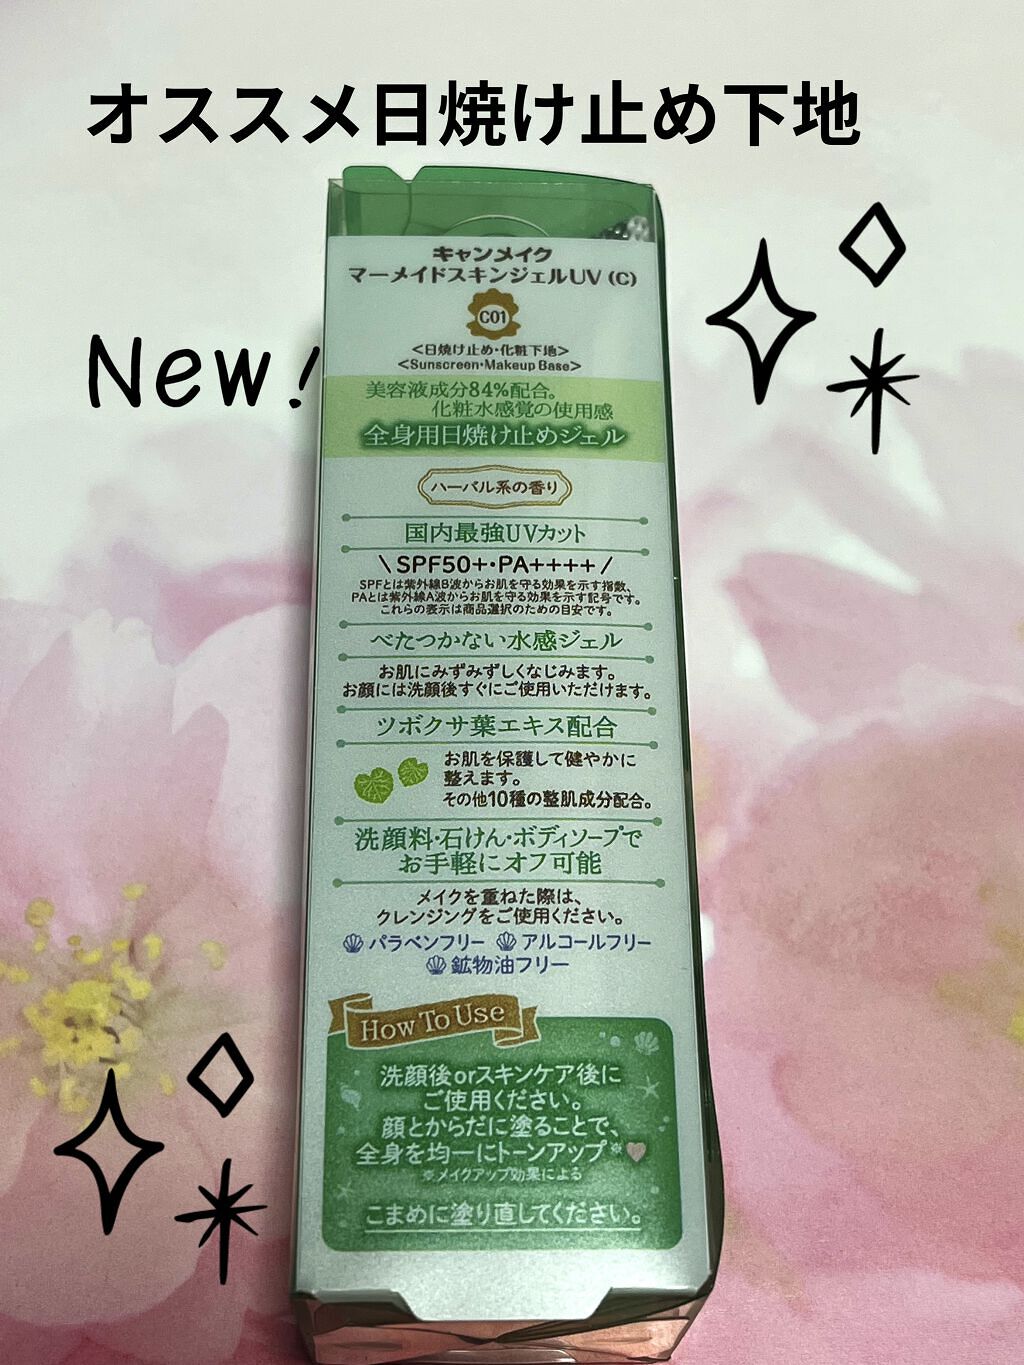 オススメ日焼け止め下地
キャンメイク
マーメイドスキンジェルUV (C)
C01
<日焼け止め・化粧下地>
<Sunscreen・Makeup Base>
New!
美容液成分84%配合。
化粧水感覚の使用感
全身用日焼け止めジェル
ハーバル系の香り
国内最強UVカット
\ SPF50+・PA++++ /
SPFとは紫外線B波からお肌を守る効果を示す指数、
PAとは紫外線A波からお肌を守る効果を示す記号です。
これらの表示は商品選択のための目安です。
べたつかない水感ジェル
お肌にみずみずしくなじみます。
お顔には洗顔後すぐにご使用いただけます。
ツボクサ葉エキス配合
お肌を保護して健やかに
整えます。
その他10種の整肌成分配合。
洗顔料・石けん・ボディソープで
お手軽にオフ可能
メイクを重ねた際は、
クレンジングをご使用ください。
パラベンフリー アルコールフリー
鉱物油フリー
How To Use
洗顔後orスキンケア後に
ご使用ください。
顔とからだに塗ることで、
全身を均一にトーンアップ※
※メイクアップ効果による
こまめに塗り直してください。